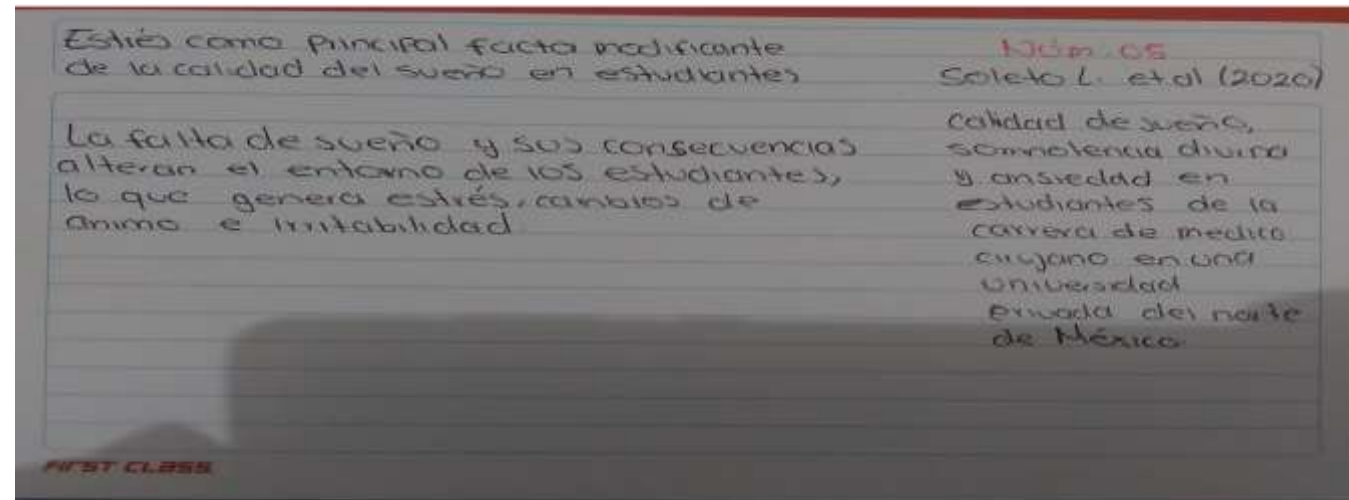 Estrés como Principal facto modificante
de la calidad del sueño en estudiantes
Núm. 05
Soleto L. et al (2020)
La falta de sueño y sus consecuencias
alteran el entorno de los estudiantes,
lo que genera estrés, cambios de
animo e irritabilidad
calidad de sueño,
somnolencia diurna
y ansiedad en
estudiantes de la
carrera de medico
cirujano en una
universidad
privada del norte
de México.
FIRST CLASS